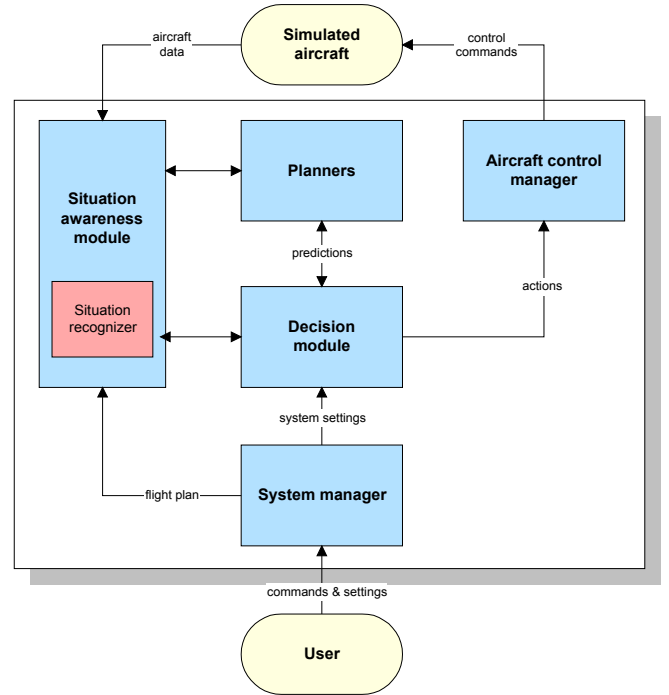 Simulated
aircraft
aircraft
data
control
commands
Situation
awareness
module
Planners
Aircraft control
manager
predictions
Situation
recognizer
Decision
module
actions
system settings
flight plan
System manager
commands & settings
User